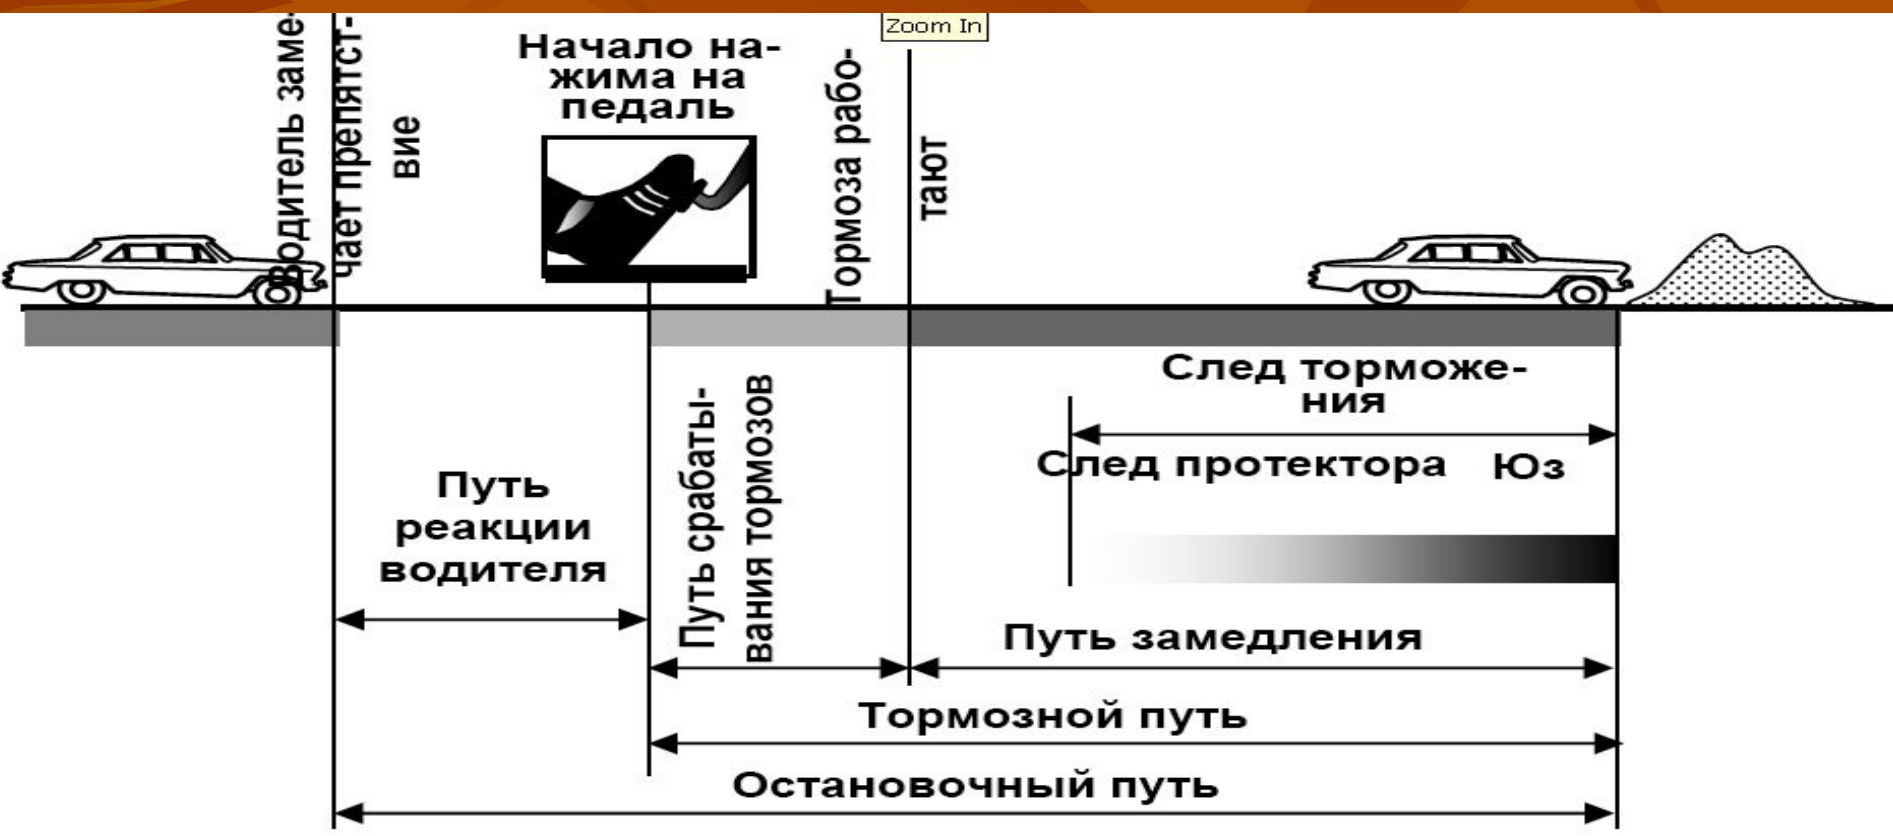 Водитель заме-
чает препятст-
вие
Начало на-
жима на
педаль
Тормоза рабо-
тают
Zoom In
След торможе-
ния
След протектора Юз
Путь
реакции
водителя
Путь срабаты-
вания тормозов
Путь замедления
Тормозной путь
Остановочный путь